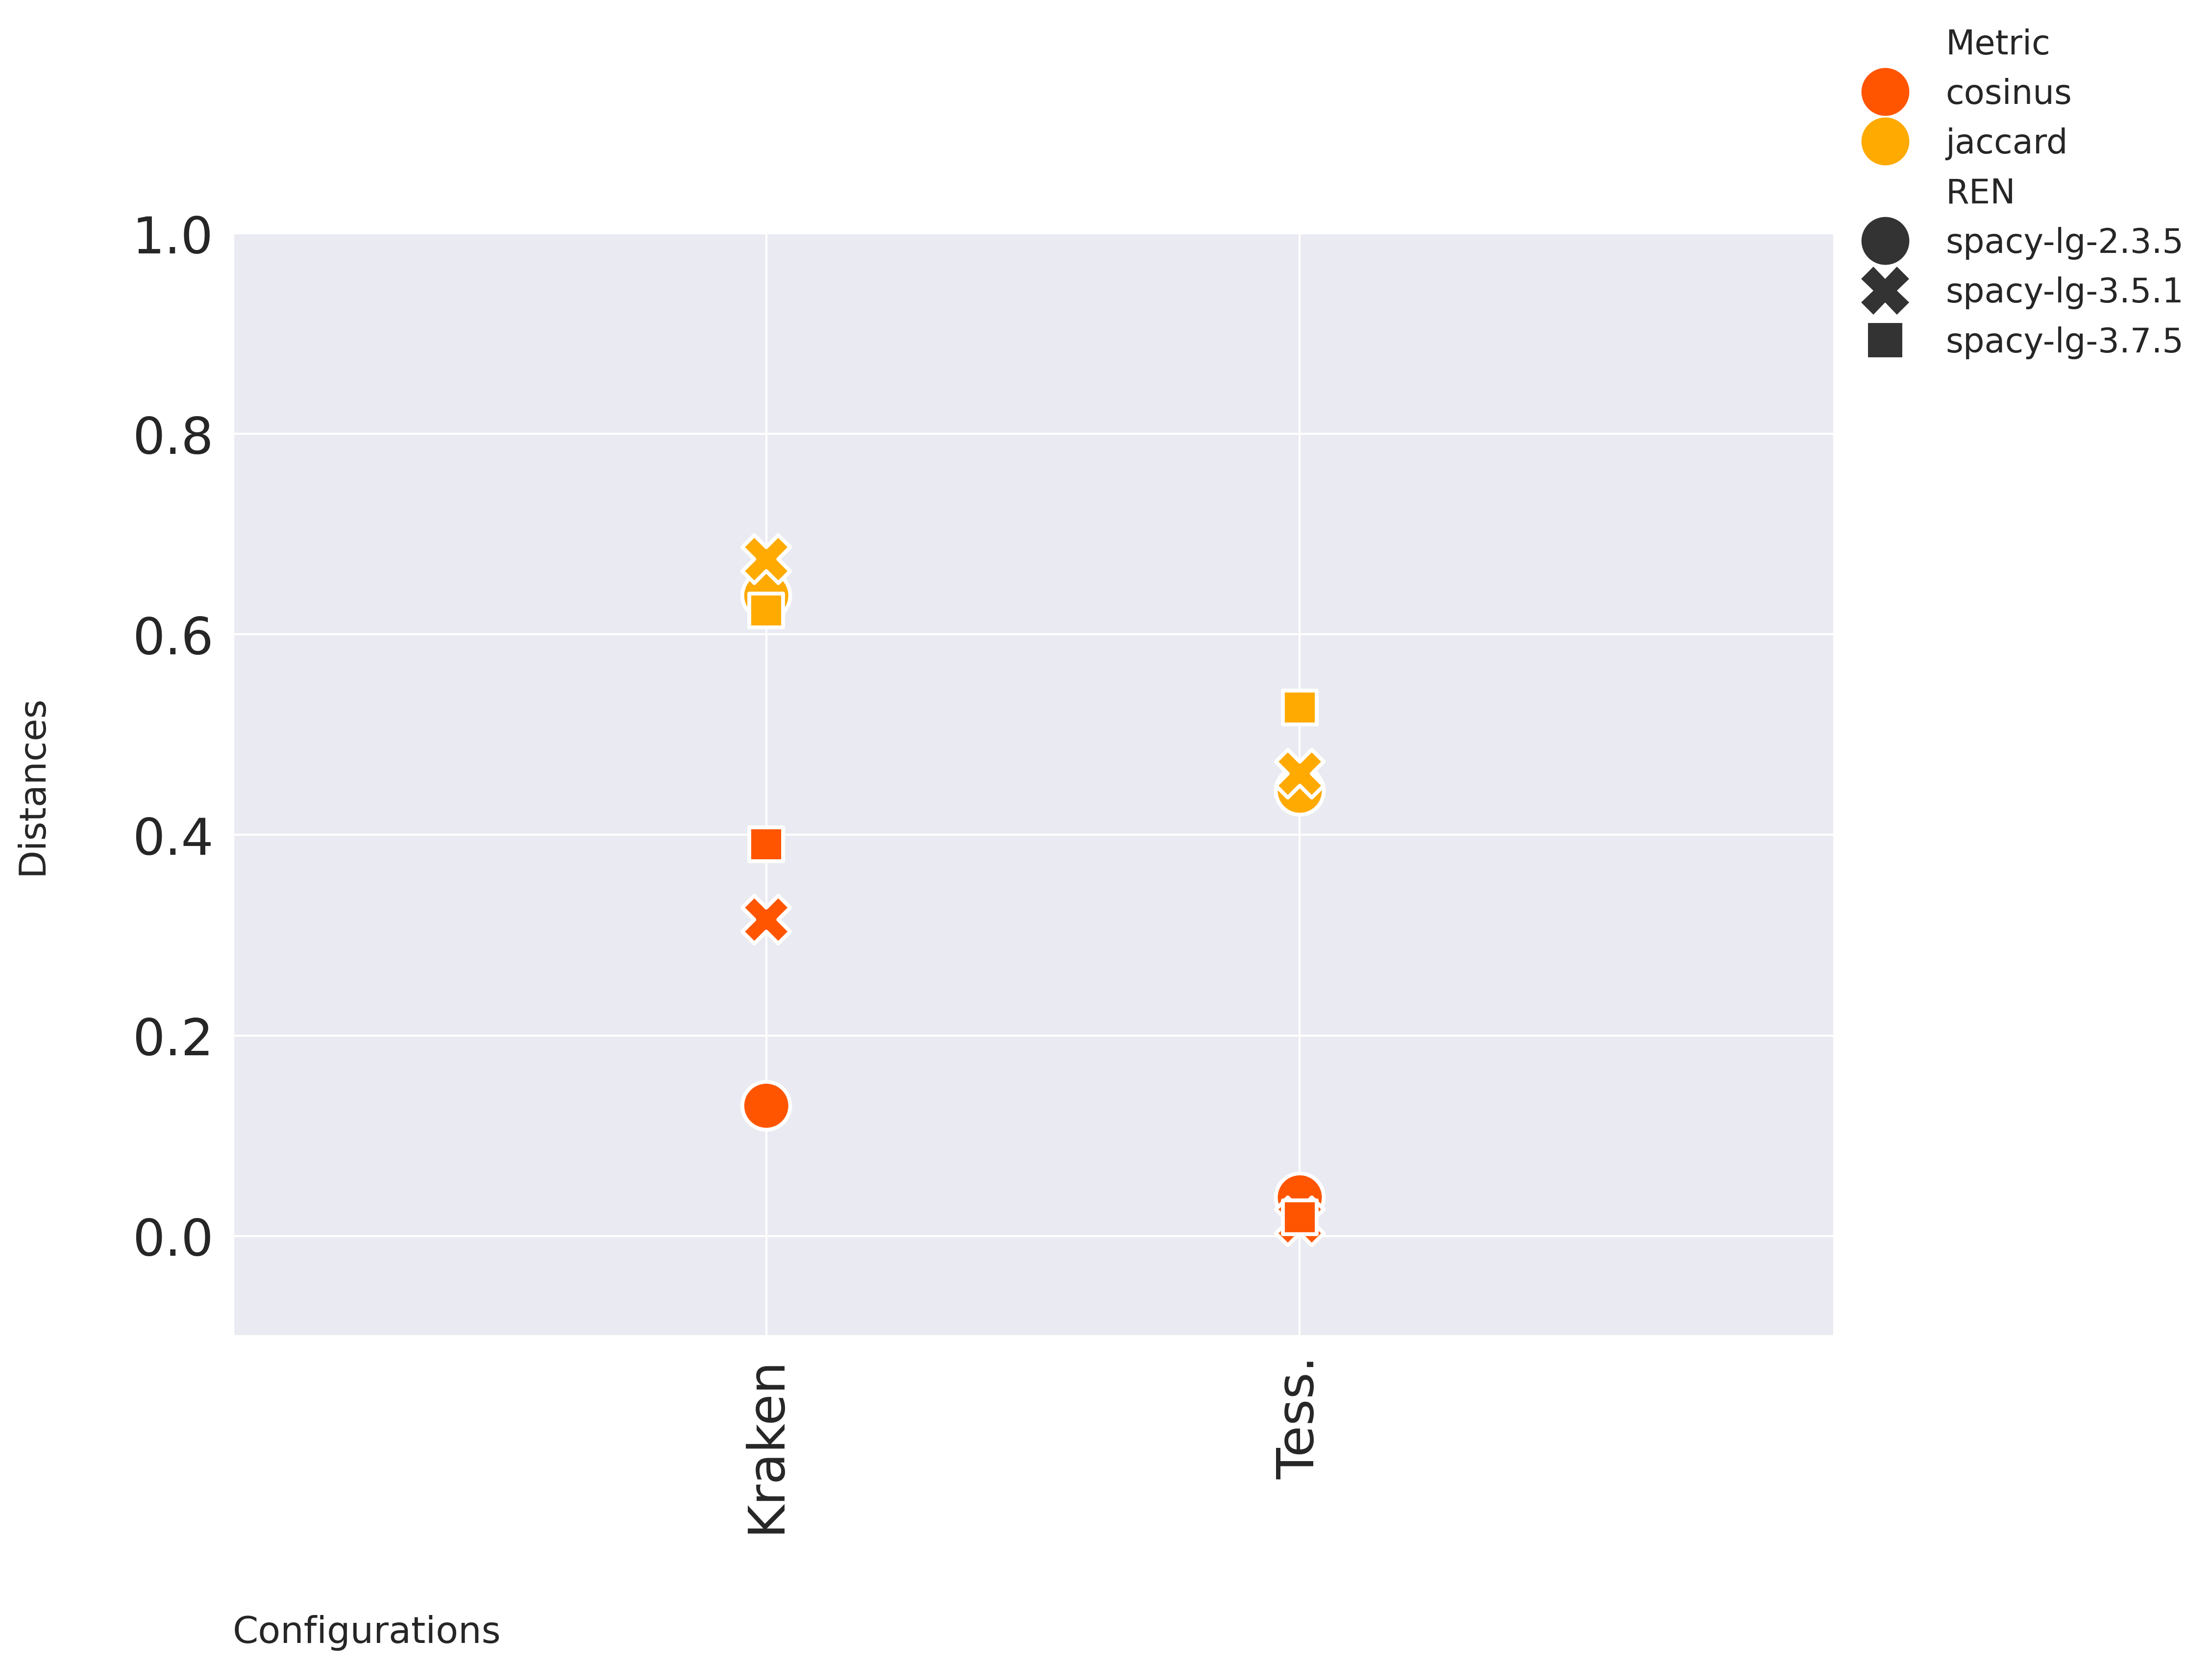 Metric
cosinus
jaccard
REN
spacy-lg-2.3.5
spacy-lg-3.5.1
spacy-lg-3.7.5
1.0
0.8
0.6
0.4
0.2
0.0
Distances
Kraken
Tess.
Configurations